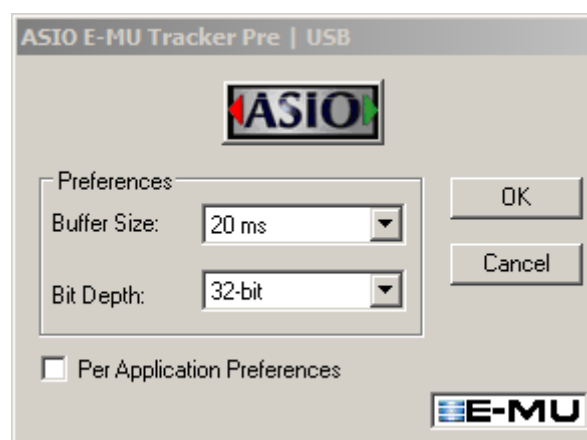 ASIO E-MU Tracker Pre | USB
ASIO
Preferences
Buffer Size: 20 ms
Bit Depth: 32-bit
OK
Cancel
Per Application Preferences
E-MU